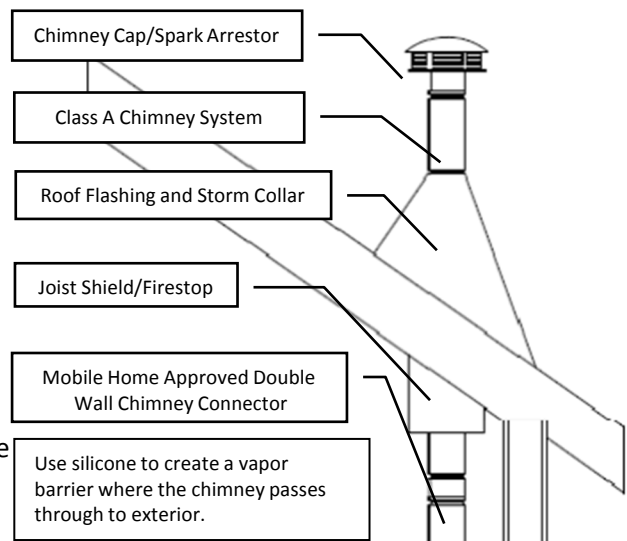 Chimney Cap/Spark Arrestor
Class A Chimney System
Roof Flashing and Storm Collar
Joist Shield/Firestop
Mobile Home Approved Double
Wall Chimney Connector
e
Use silicone to create a vapor
barrier where the chimney passes
through to exterior.